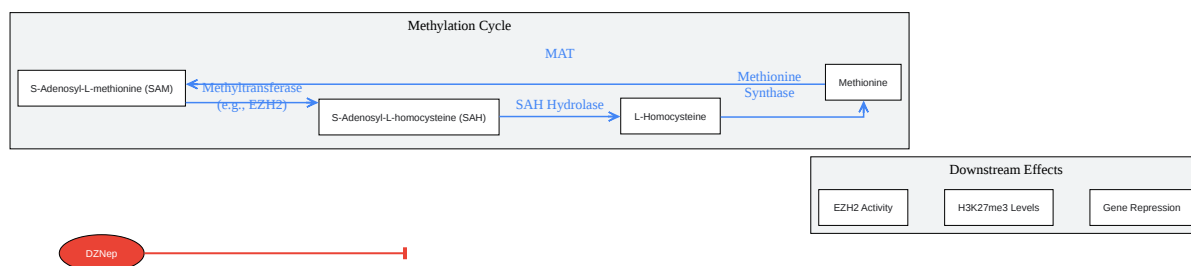 Methylation Cycle
MAT
S-Adenosyl-L-methionine (SAM)
Methyltransferase
(e.g., EZH2)
S-Adenosyl-L-homocysteine (SAH)
SAH Hydrolase
L-Homocysteine
Methionine
Synthase
Methionine
Downstream Effects
EZH2 Activity
H3K27me3 Levels
Gene Repression
DZNep